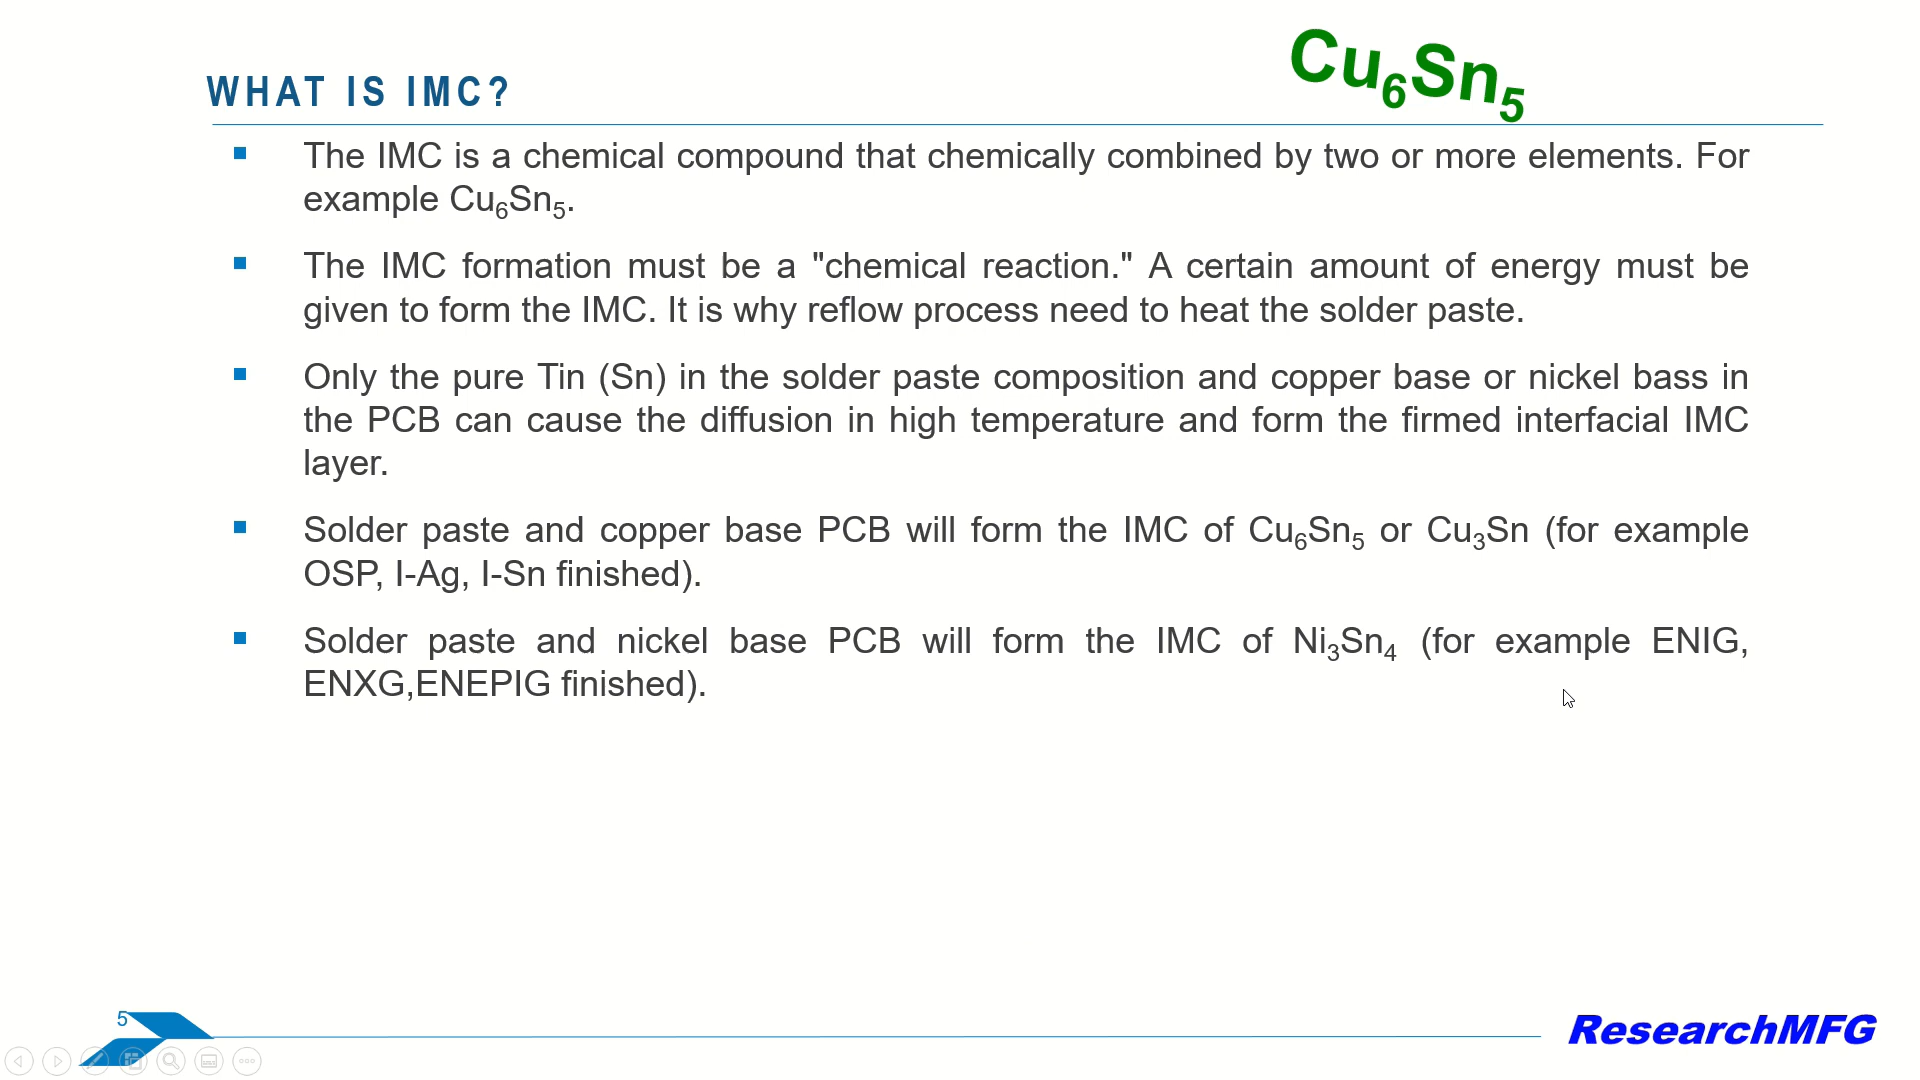 WHAT IS IMC?
Cu₆Sn₅
The IMC is a chemical compound that chemically combined by two or more elements. For
example Cu₆Sn₅.
The IMC formation must be a "chemical reaction." A certain amount of energy must be
given to form the IMC. It is why reflow process need to heat the solder paste.
Only the pure Tin (Sn) in the solder paste composition and copper base or nickel bass in
the PCB can cause the diffusion in high temperature and form the firmed interfacial IMC
layer.
Solder paste and copper base PCB will form the IMC of Cu₆Sn₅ or Cu₃Sn (for example
OSP, I-Ag, I-Sn finished).
Solder paste and nickel base PCB will form the IMC of Ni₃Sn₄ (for example ENIG,
ENXG,ENEPIG finished).
5
ResearchMFG